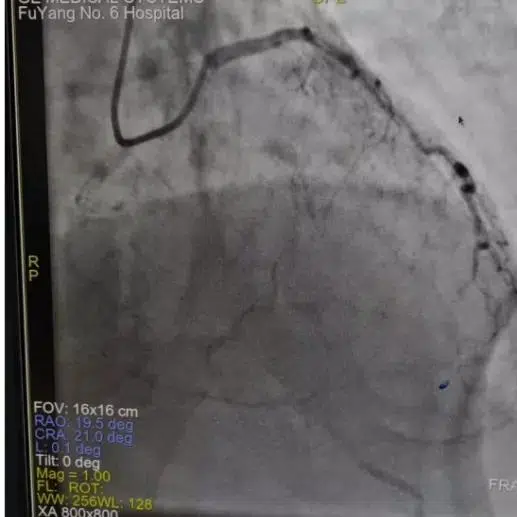 FuYang No. 6 Hospital
R
P
FOV: 16x16 cm
RAO: 19.5 deg
CRA: 21.0 deg
L: 0.1 deg
Tilt: 0 deg
Mag = 1.00
FL: ROT:
WW: 256WL: 128
XA 800x800
FRA